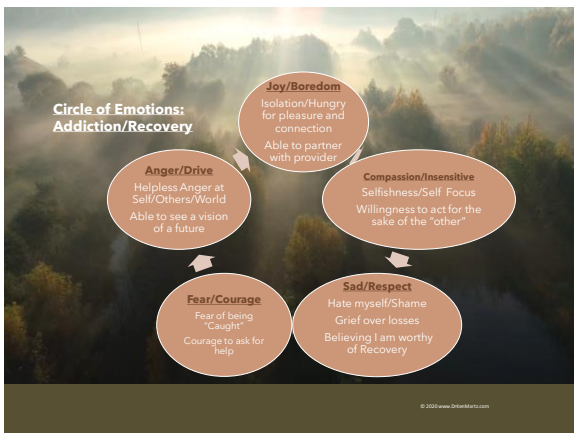 Circle of Emotions:
Addiction/Recovery
Joy/Boredom
Isolation/Hungry
for pleasure and
connection
Able to partner
with provider
Compassion/Insensitive
Selfishness/Self Focus
Willingness to act for the
sake of the "other"
Sad/Respect
Hate myself/Shame
Grief over losses
Believing I am worthy
of Recovery
Fear/Courage
Fear of being
"Caught"
Courage to ask for
help
Anger/Drive
Helpless Anger at
Self/Others/World
Able to see a vision
of a future
© 2020 www.DrJenMartz.com